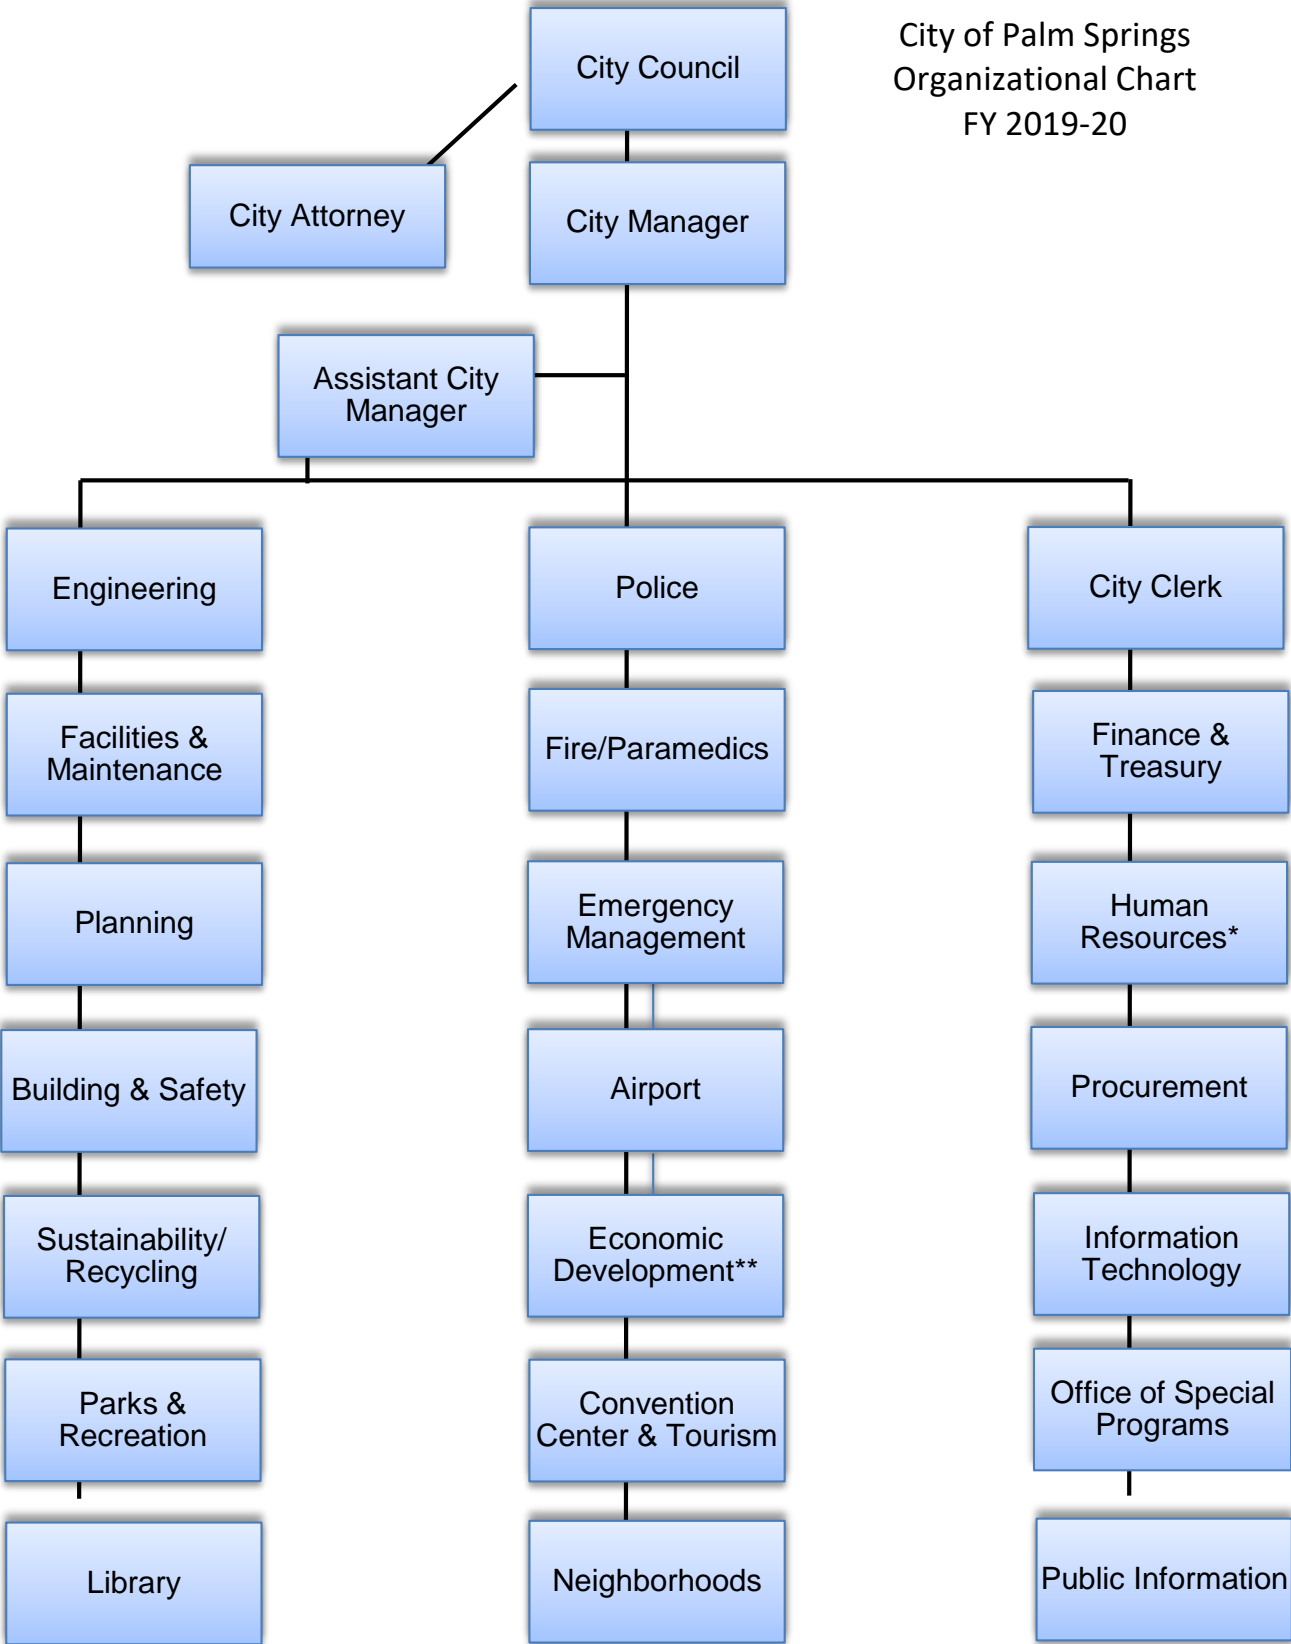 City of Palm Springs
Organizational Chart
FY 2019-20
City Council
City Attorney
City Manager
Assistant City
Manager
Engineering
Police
City Clerk
Facilities &
Maintenance
Fire/Paramedics
Finance &
Treasury
Planning
Emergency
Management
Human
Resources*
Building & Safety
Airport
Procurement
Sustainability/
Recycling
Economic
Development**
Information
Technology
Parks &
Recreation
Convention
Center & Tourism
Office of Special
Programs
Library
Neighborhoods
Public Information